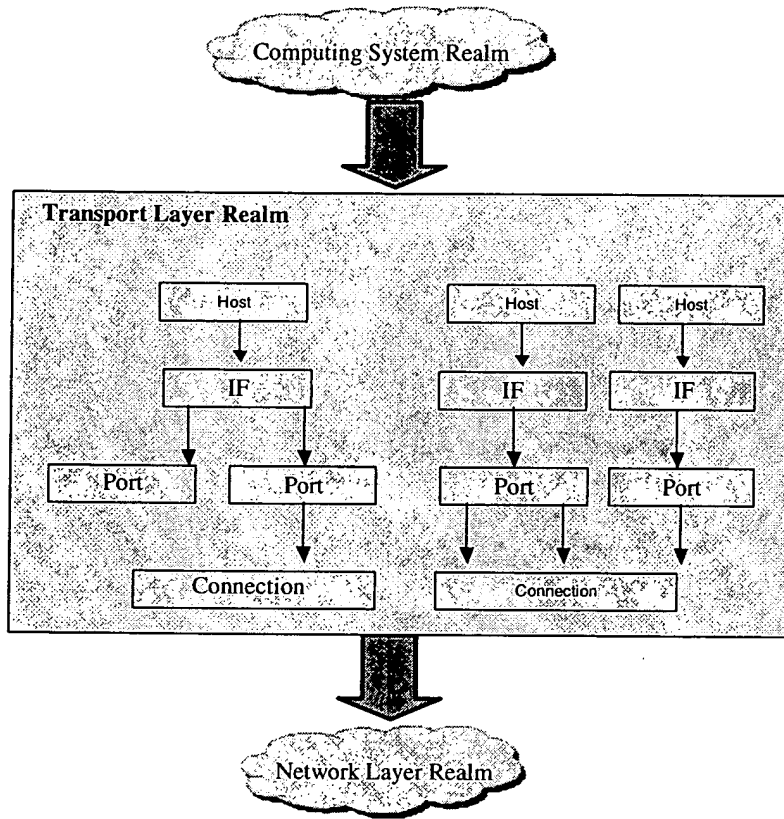 Computing System Realm
Transport Layer Realm
Host
Host
Host
IF
IF
IF
Port
Port
Port
Port
Connection
Connection
Network Layer Realm